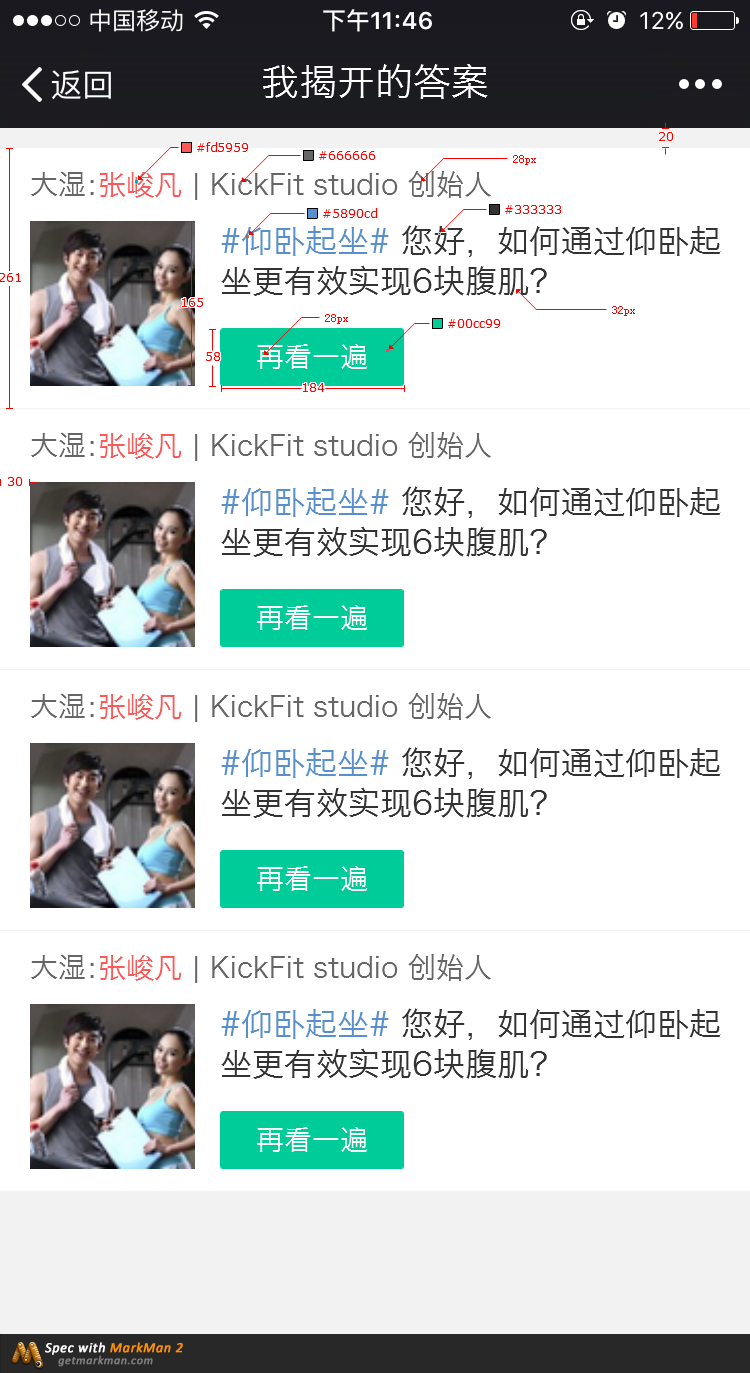 中国移动 下午11:46 12%
返回 我揭开的答案
20
#fd5959 #666666 28px
大湿:张峻凡 | KickFit studio 创始人
#5890cd #333333
#仰卧起坐# 您好，如何通过仰卧起
坐更有效实现6块腹肌?
261
165
32px
28px #00cc99
58 再看一遍
184
大湿:张峻凡 | KickFit studio 创始人
30
#仰卧起坐# 您好，如何通过仰卧起
坐更有效实现6块腹肌?
再看一遍
大湿:张峻凡 | KickFit studio 创始人
#仰卧起坐# 您好，如何通过仰卧起
坐更有效实现6块腹肌?
再看一遍
大湿:张峻凡 | KickFit studio 创始人
#仰卧起坐# 您好，如何通过仰卧起
坐更有效实现6块腹肌?
再看一遍
Spec with MarkMan 2
getmarkman.com